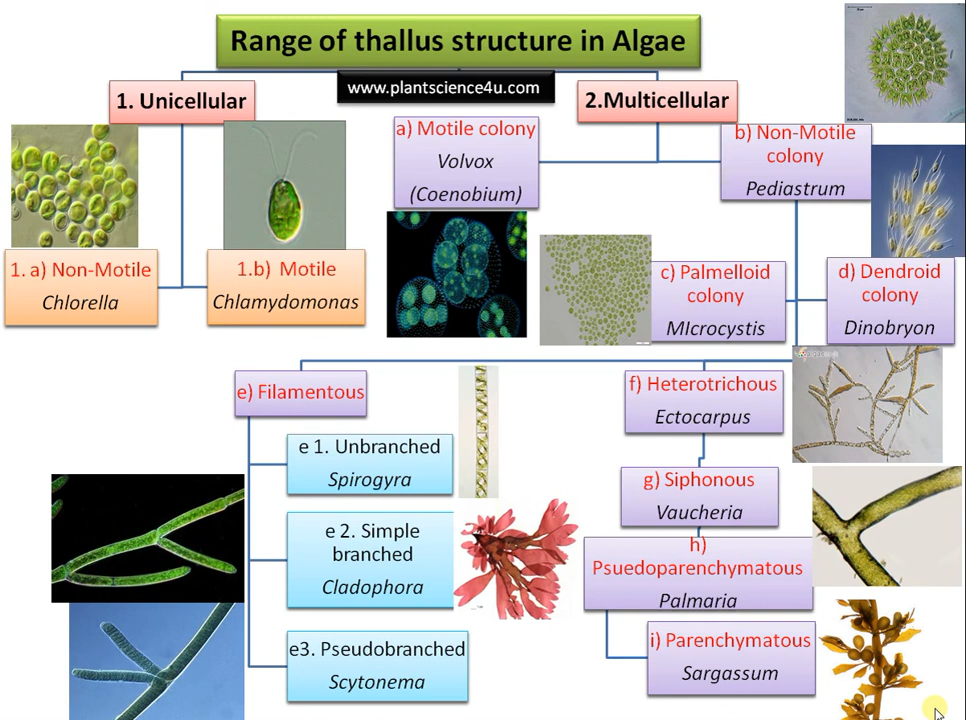 Range of thallus structure in Algae
www.plantscience4u.com
1. Unicellular
2.Multicellular
a) Motile colony
Volvox
(Coenobium)
b) Non-Motile
colony
Pediastrum
1. a) Non-Motile
Chlorella
1.b) Motile
Chlamydomonas
c) Palmelloid
colony
MIcrocystis
d) Dendroid
colony
Dinobryon
e) Filamentous
f) Heterotrichous
Ectocarpus
e 1. Unbranched
Spirogyra
g) Siphonous
Vaucheria
e 2. Simple
branched
Cladophora
h)
Psuedoparenchymatous
Palmaria
e3. Pseudobranched
Scytonema
i) Parenchymatous
Sargassum